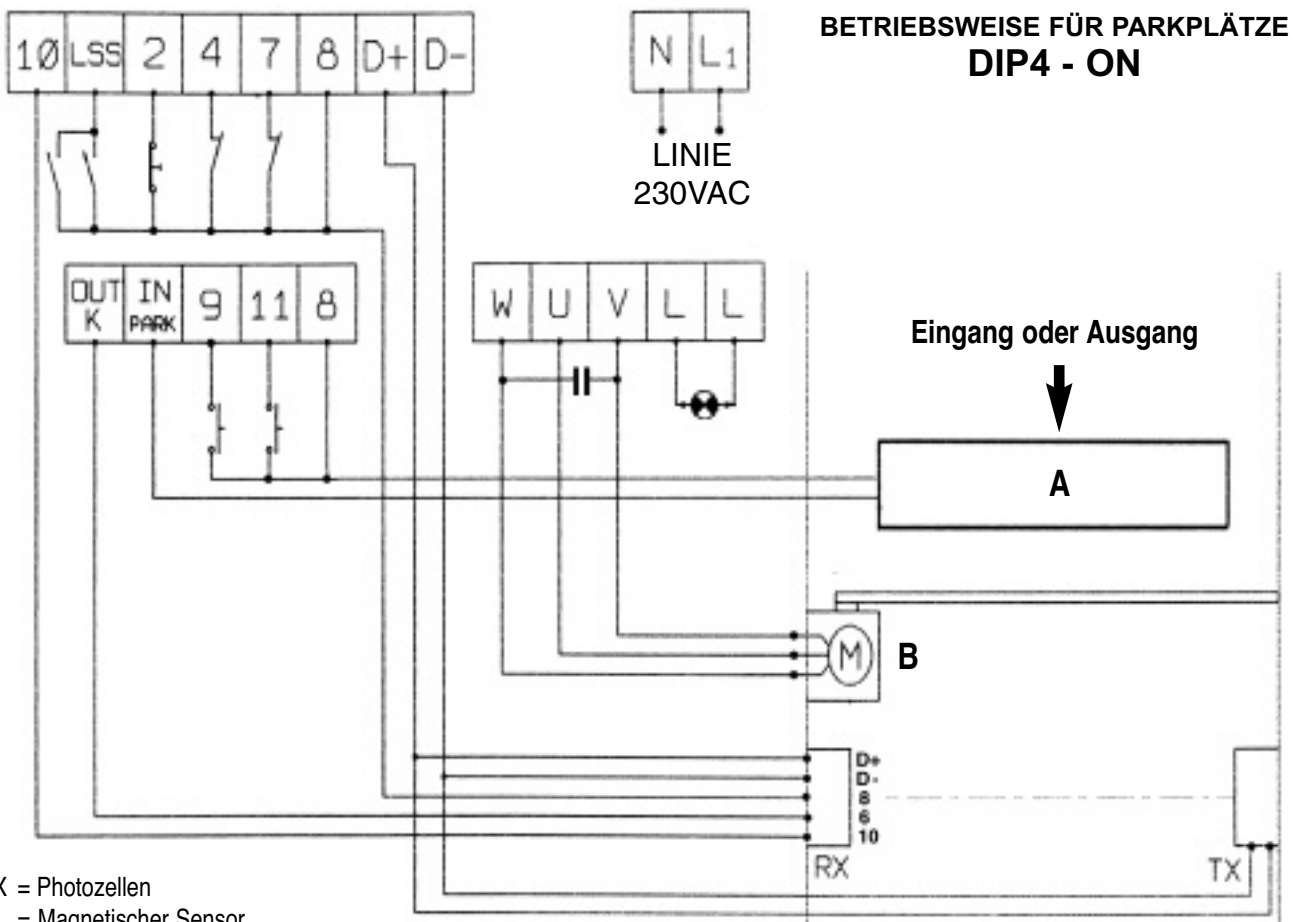 BETRIEBSWEISE FÜR PARKPLÄTZE
DIP4 - ON
10 LSS 2 4 7 8 D+ D-
N L1
LINIE
230VAC
OUT K IN PARK 9 11 8
W U V L L
Eingang oder Ausgang
A
M
B
D+
D-
8
6
10
RX
TX
X = Photozellen
= Magnetischer Sensor